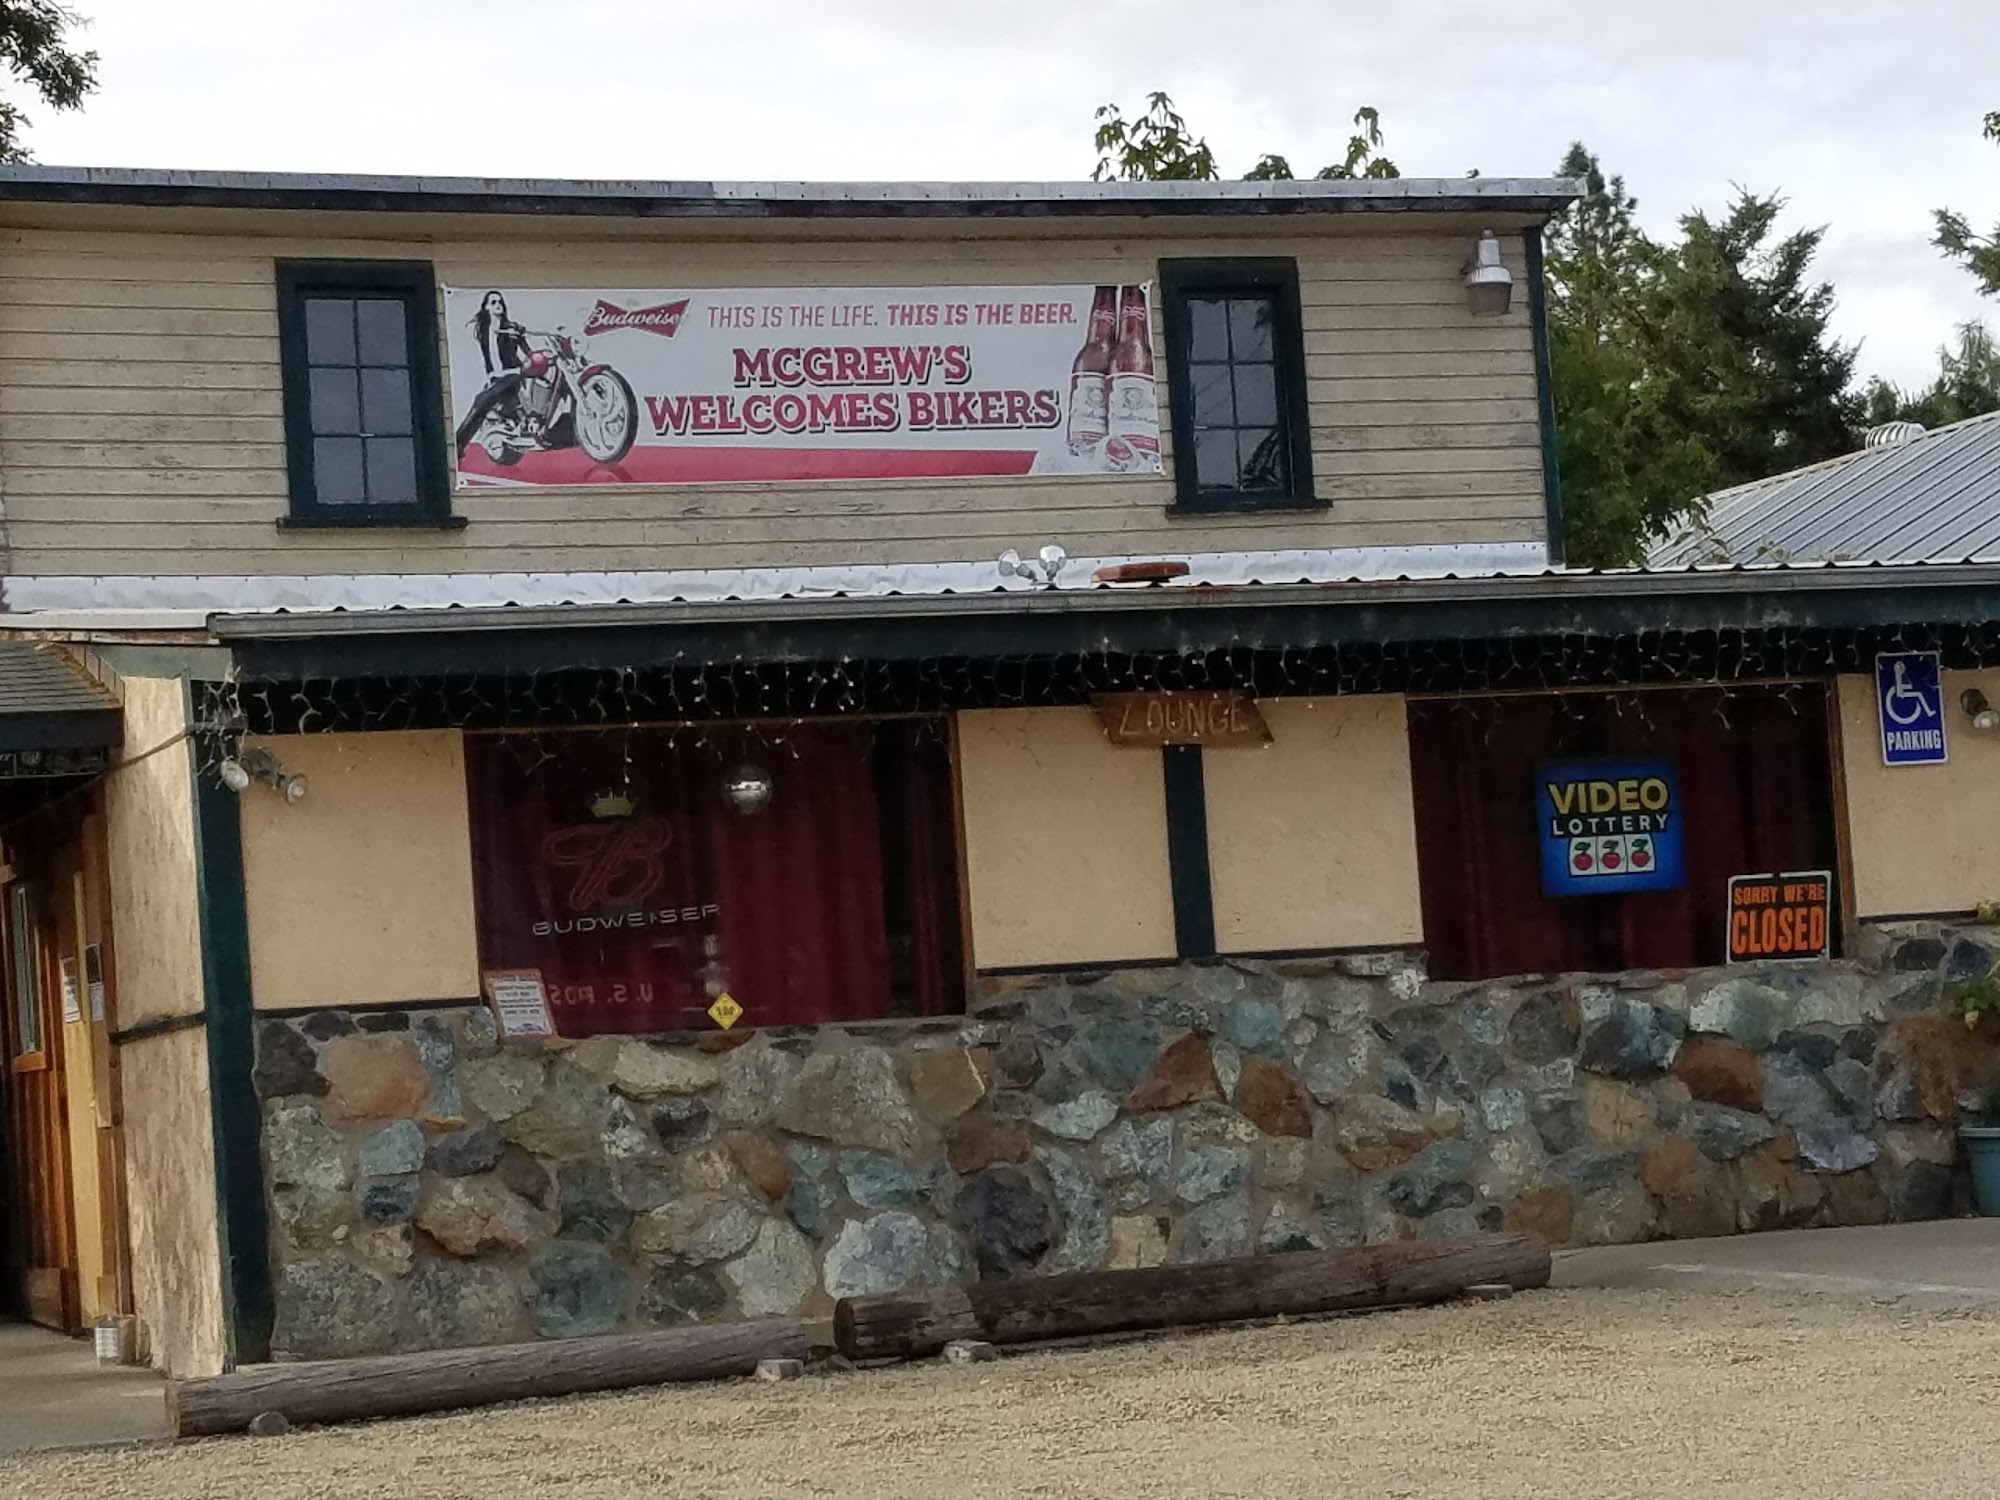 Budweiser
THIS IS THE LIFE. THIS IS THE BEER.
MCGREW'S
WELCOMES BIKERS
LOUNGE
PARKING
VIDEO
LOTTERY
SORRY WE'RE
CLOSED
B
BUDWEISER
U.S.